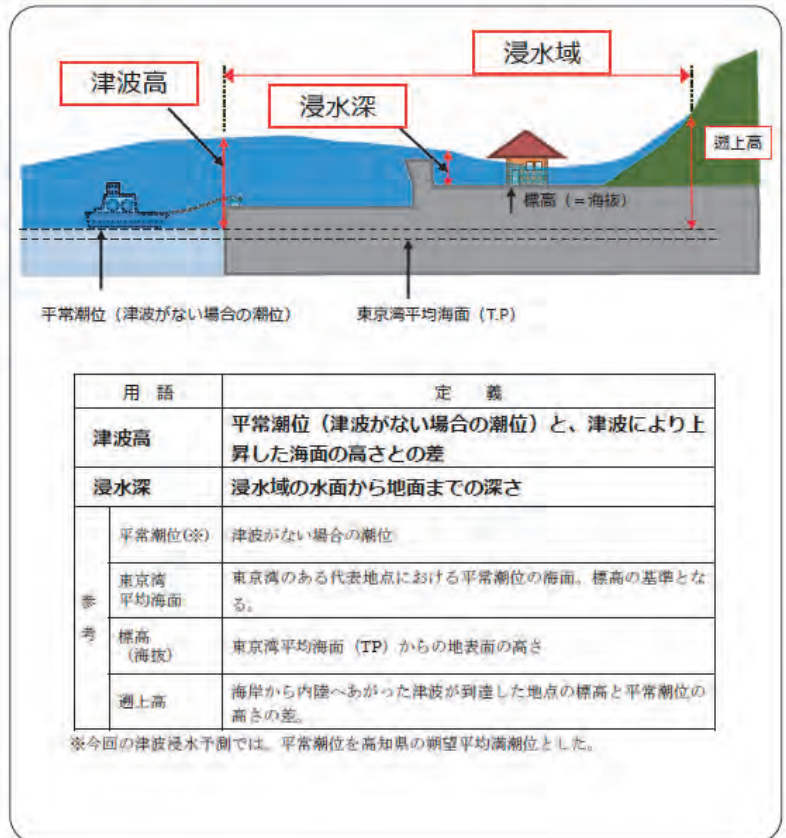 浸水域
津波高
浸水深
遡上高
標高（＝海抜）
平常潮位（津波がない場合の潮位）
東京湾平均海面（T.P）
用　語
定　義
津波高
平常潮位（津波がない場合の潮位）と、津波により上
昇した海面の高さとの差
浸水深
浸水域の水面から地面までの深さ
参考
平常潮位(※)
津波がない場合の潮位
東京湾
平均海面
東京湾のある代表地点における平常潮位の海面。標高の基準とな
る。
標高
（海抜）
東京湾平均海面（TP）からの地表面の高さ
遡上高
海岸から内陸へあがった津波が到達した地点の標高と平常潮位の
高さの差。
※今回の津波浸水予測では、平常潮位を高知県の朔望平均満潮位とした。